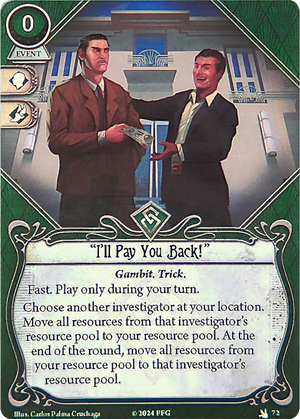 0
EVENT
“I’ll Pay You Back!”
Gambit. Trick.
Fast. Play only during your turn.
Choose another investigator at your location.
Move all resources from that investigator’s
resource pool to your resource pool. At the
end of the round, move all resources from
your resource pool to that investigator’s
resource pool.
Illus. Carlos Palma Cruchaga
© 2024 FFG
72